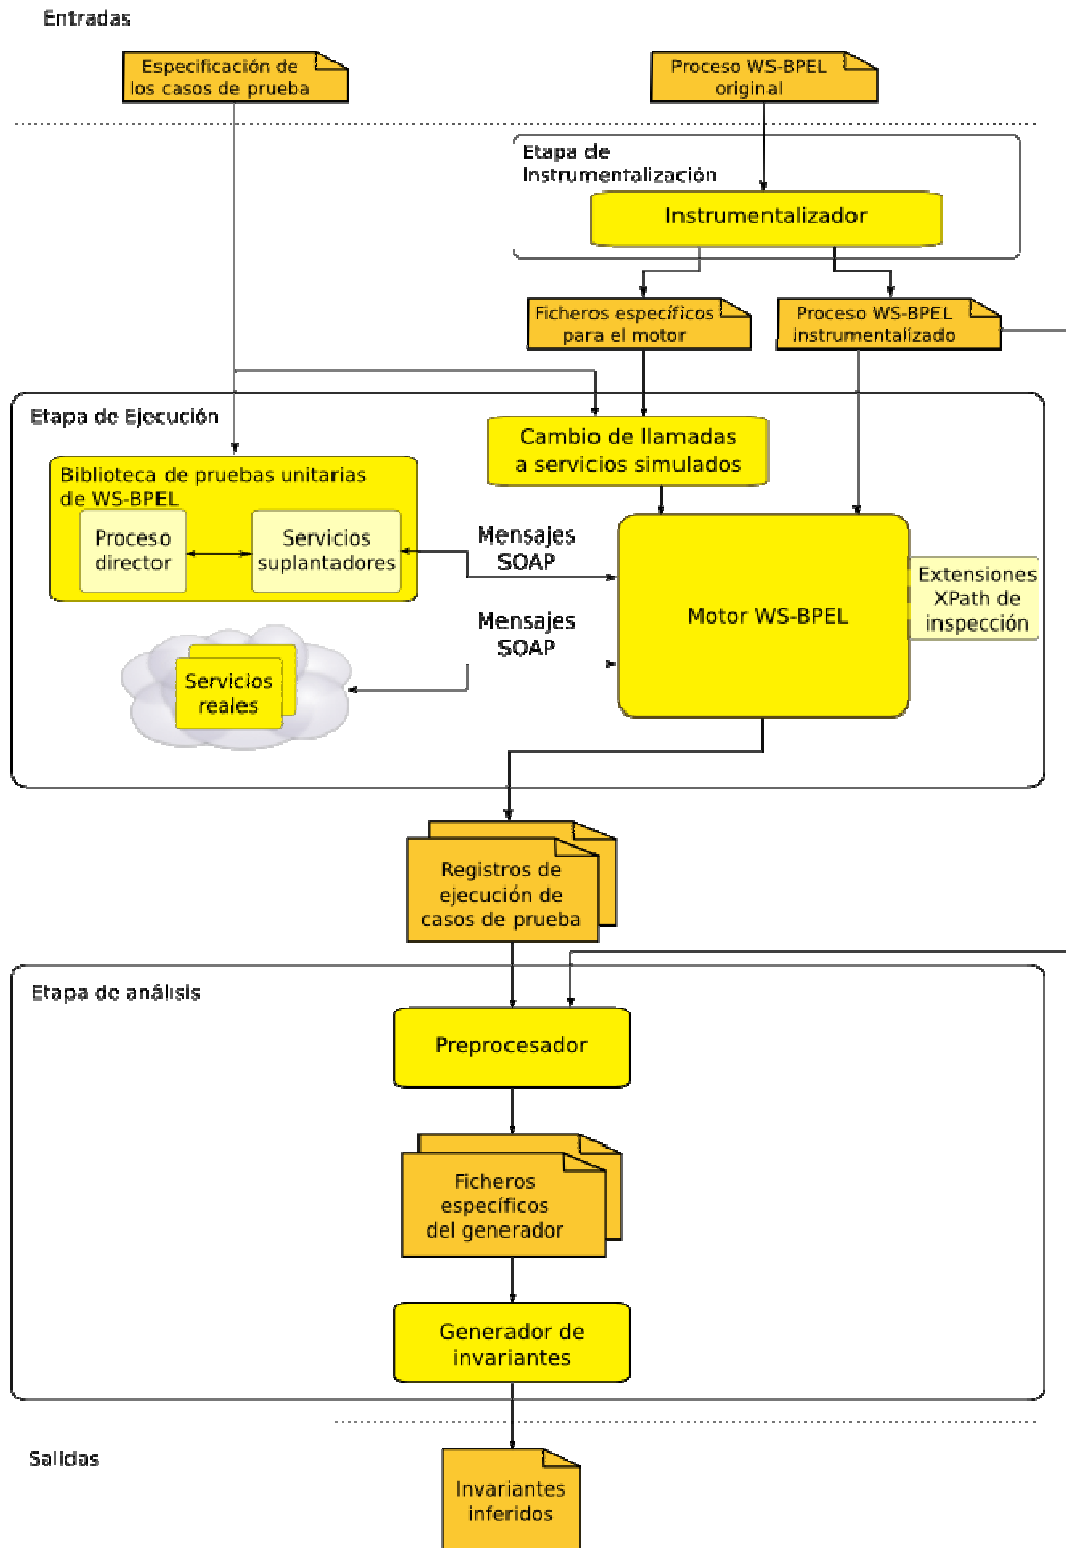 Entradas
Especificación de
los casos de prueba
Proceso WS-BPEL
original
Etapa de
Instrumentalización
Instrumentalizador
Ficheros específicos
para el motor
Proceso WS-BPEL
instrumentalizado
Etapa de Ejecución
Cambio de llamadas
a servicios simulados
Biblioteca de pruebas unitarias
de WS-BPEL
Proceso
director
Servicios
suplantadores
Mensajes
SOAP
Motor WS-BPEL
Extensiones
XPath de
inspección
Mensajes
SOAP
Servicios
reales
Registros de
ejecución de
casos de prueba
Etapa de análisis
Preprocesador
Ficheros
específicos
del generador
Generador de
invariantes
Salidas
Invariantes
inferidos